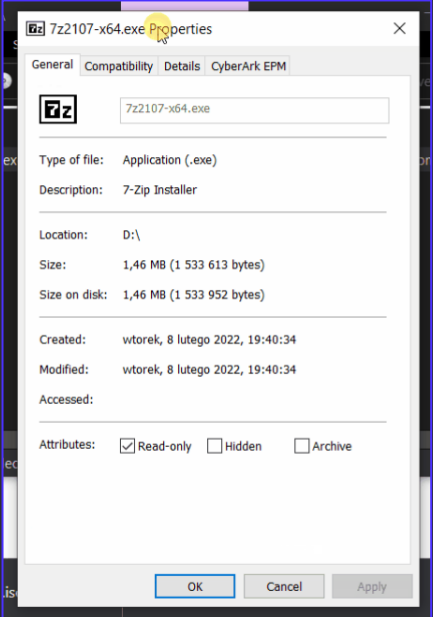 7z 7z2107-x64.exe Properties
General Compatibility Details CyberArk EPM
7z 7z2107-x64.exe
Type of file: Application (.exe)
Description: 7-Zip Installer
Location: D:\
Size: 1,46 MB (1 533 613 bytes)
Size on disk: 1,46 MB (1 533 952 bytes)
Created: wtorek, 8 lutego 2022, 19:40:34
Modified: wtorek, 8 lutego 2022, 19:40:34
Accessed:
Attributes: Read-only Hidden Archive
OK Cancel Apply